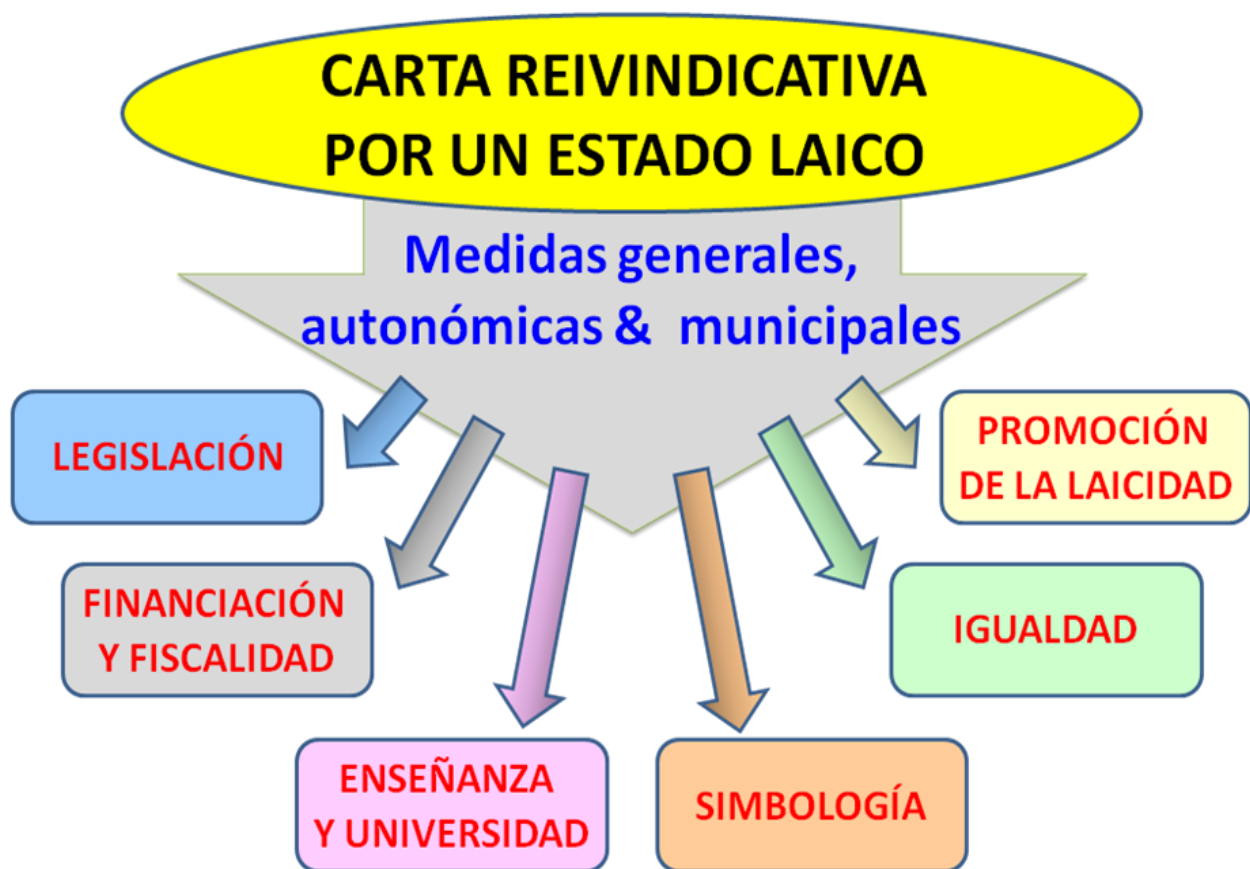 CARTA REIVINDICATIVA
POR UN ESTADO LAICO
Medidas generales,
autonómicas & municipales
LEGISLACIÓN
FINANCIACIÓN
Y FISCALIDAD
ENSEÑANZA
Y UNIVERSIDAD
SIMBOLOGÍA
IGUALDAD
PROMOCIÓN
DE LA LAICIDAD